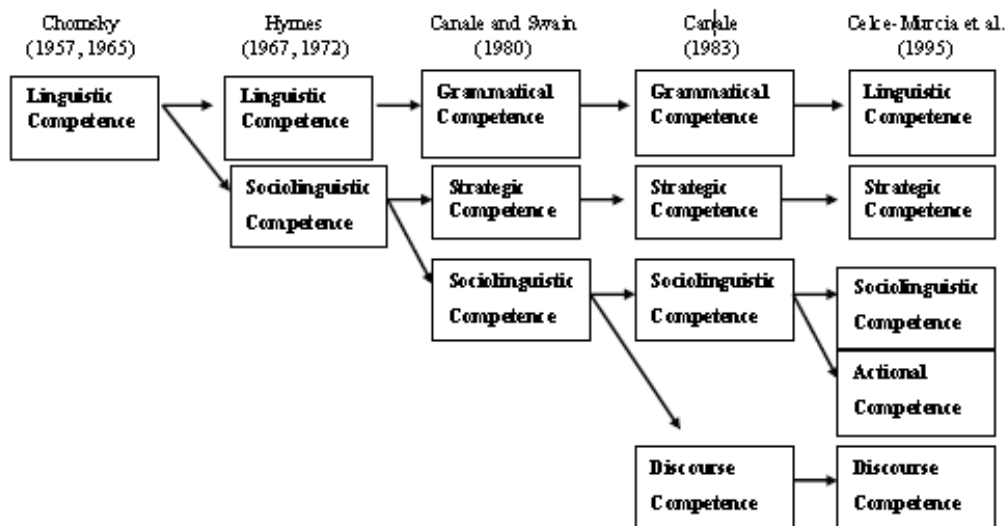 Chomsky
(1957, 1965)
Hymes
(1967, 1972)
Canale and Swain
(1980)
Canale
(1983)
Celce-Murcia et al.
(1995)
Linguistic
Competence
Linguistic
Competence
Grammatical
Competence
Grammatical
Competence
Linguistic
Competence
Sociolinguistic
Competence
Strategic
Competence
Strategic
Competence
Strategic
Competence
Sociolinguistic
Competence
Sociolinguistic
Competence
Sociolinguistic
Competence
Actional
Competence
Discourse
Competence
Discourse
Competence